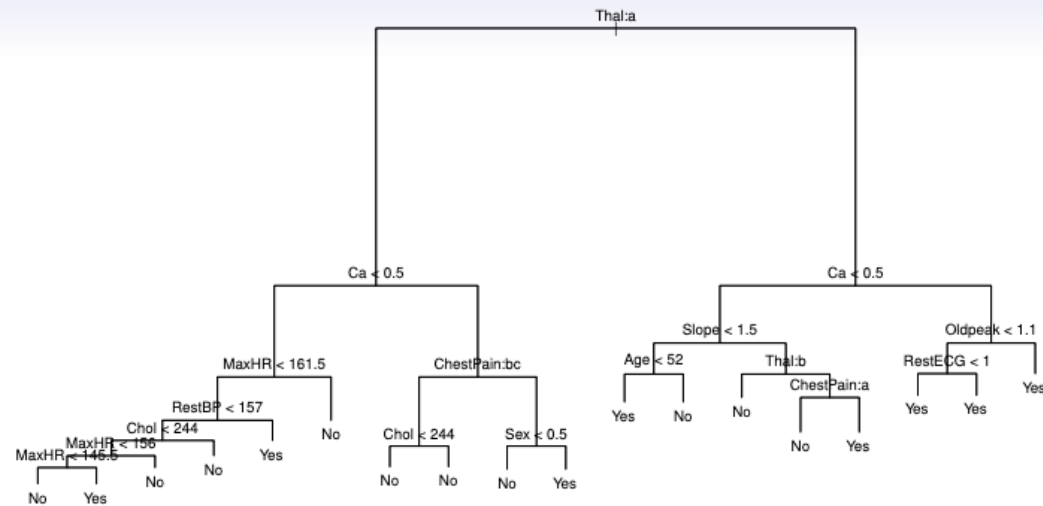 Thal:a
Ca < 0.5
Ca < 0.5
Slope < 1.5
Oldpeak < 1.1
MaxHR < 161.5
ChestPain:bc
Age < 52
Thal:b
RestECG < 1
ChestPain:a
Yes
RestBP < 157
Yes
No
No
Yes
Yes
Chol < 244
No
Chol < 244
Sex < 0.5
MaxHR < 156
No
Yes
MaxHR < 145.5
Yes
No
No
No
No
No
Yes
No
Yes